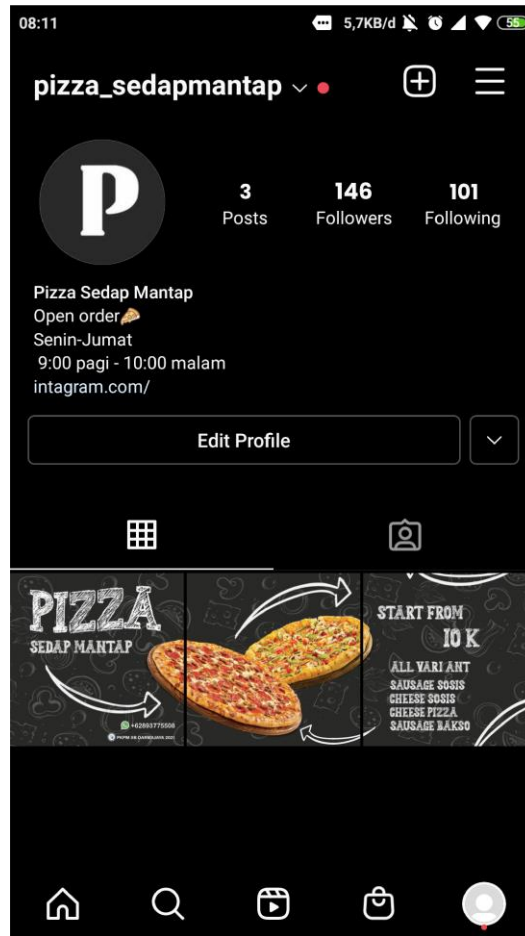 08:11
5,7KB/d
55
pizza_sedapmantap
P
3
Posts
146
Followers
101
Following
Pizza Sedap Mantap
Open order🍕
Senin-Jumat
9:00 pagi - 10:00 malam
intagram.com/
Edit Profile
PIZZA
SEDAP MANTAP
+62893775508
START FROM
10 K
ALL VARI ANT
SAUSAGE SOSIS
CHEESE SOSIS
CHEESE PIZZA
SAUSAGE BAKSO